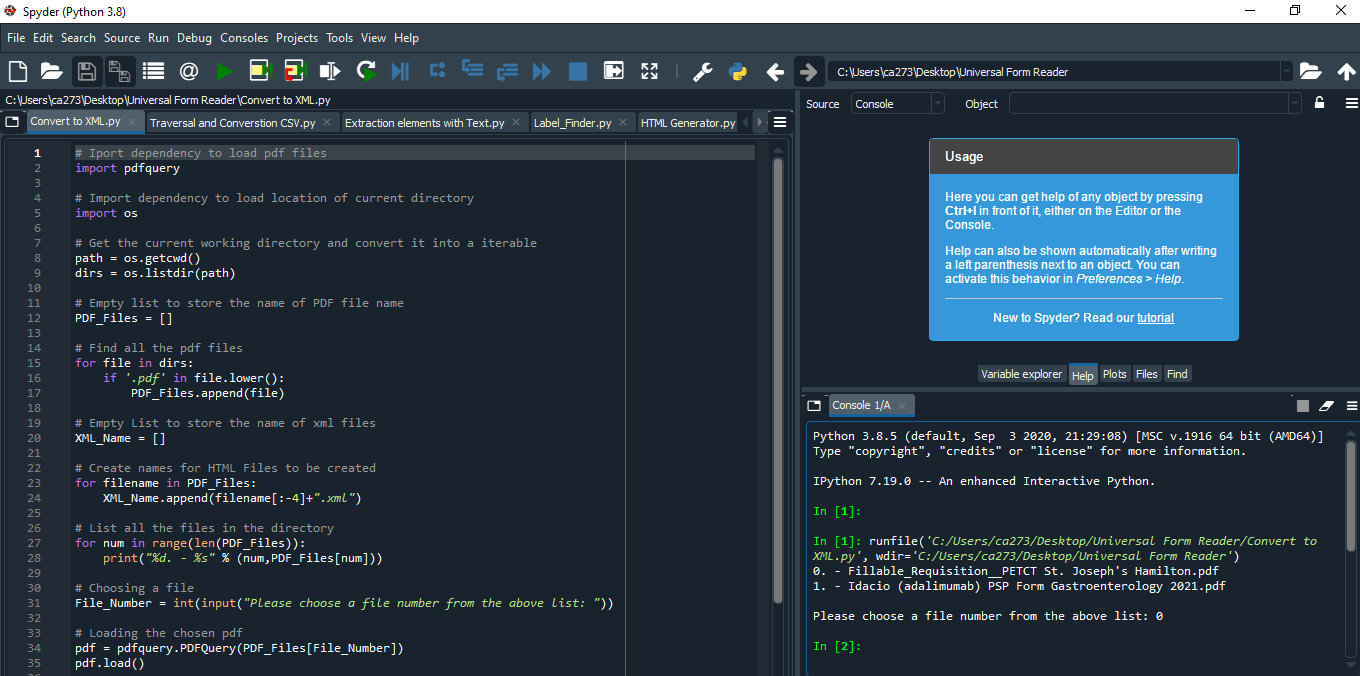 Spyder (Python 3.8)
File Edit Search Source Run Debug Consoles Projects Tools View Help
C:\Users\ca273\Desktop\Universal Form Reader
C:\Users\ca273\Desktop\Universal Form Reader\Convert to XML.py
Convert to XML.py Traversal and Converstion CSV.py Extraction elements with Text.py Label_Finder.py HTML Generator.py
1 # Iport dependency to load pdf files
2 import pdfquery
3
4 # Import dependency to load location of current directory
5 import os
6
7 # Get the current working directory and convert it into a iterable
8 path = os.getcwd()
9 dirs = os.listdir(path)
10
11 # Empty list to store the name of PDF file name
12 PDF_Files = []
13
14 # Find all the pdf files
15 for file in dirs:
16     if '.pdf' in file.lower():
17         PDF_Files.append(file)
18
19 # Empty List to store the name of xml files
20 XML_Name = []
21
22 # Create names for HTML Files to be created
23 for filename in PDF_Files:
24     XML_Name.append(filename[:-4]+".xml")
25
26 # List all the files in the directory
27 for num in range(len(PDF_Files)):
28     print("%d. - %s" % (num,PDF_Files[num]))
29
30 # Choosing a file
31 File_Number = int(input("Please choose a file number from the above list: "))
32
33 # Loading the chosen pdf
34 pdf = pdfquery.PDFQuery(PDF_Files[File_Number])
35 pdf.load()
Source Console Object
Usage
Here you can get help of any object by pressing
Ctrl+I in front of it, either on the Editor or the
Console.
Help can also be shown automatically after writing
a left parenthesis next to an object. You can
activate this behavior in Preferences > Help.
New to Spyder? Read our tutorial
Variable explorer Help Plots Files Find
Console 1/A
Python 3.8.5 (default, Sep  3 2020, 21:29:08) [MSC v.1916 64 bit (AMD64)]
Type "copyright", "credits" or "license" for more information.
IPython 7.19.0 -- An enhanced Interactive Python.
In [1]:
In [1]: runfile('C:/Users/ca273/Desktop/Universal Form Reader/Convert to
XML.py', wdir='C:/Users/ca273/Desktop/Universal Form Reader')
0. - Fillable_Requisition__PETCT St. Joseph's Hamilton.pdf
1. - Idacio (adalimumab) PSP Form Gastroenterology 2021.pdf
Please choose a file number from the above list: 0
In [2]: